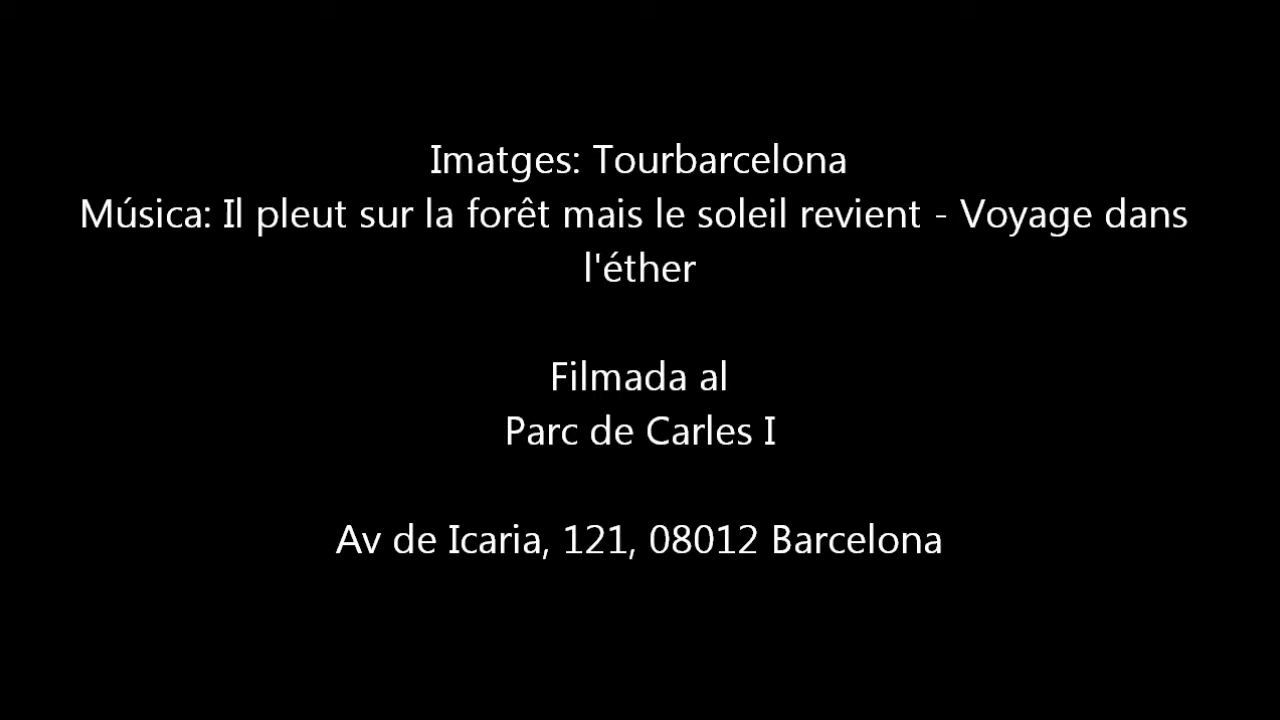 Imatges: Tourbarcelona
Música: Il pleut sur la forêt mais le soleil revient - Voyage dans
l'éther
Filmada al
Parc de Carles I
Av de Icaria, 121, 08012 Barcelona